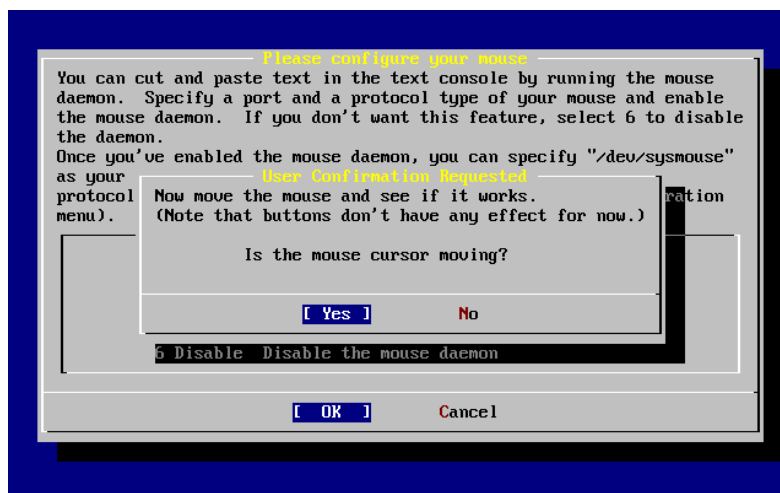 Please configure your mouse
You can cut and paste text in the text console by running the mouse
daemon.  Specify a port and a protocol type of your mouse and enable
the mouse daemon.  If you don't want this feature, select 6 to disable
the daemon.
Once you've enabled the mouse daemon, you can specify "/dev/sysmouse"
as your
User Confirmation Requested
protocol
ration
menu).
Now move the mouse and see if it works.
(Note that buttons don't have any effect for now.)
Is the mouse cursor moving?
[ Yes ] No
6 Disable  Disable the mouse daemon
[ OK ] Cancel